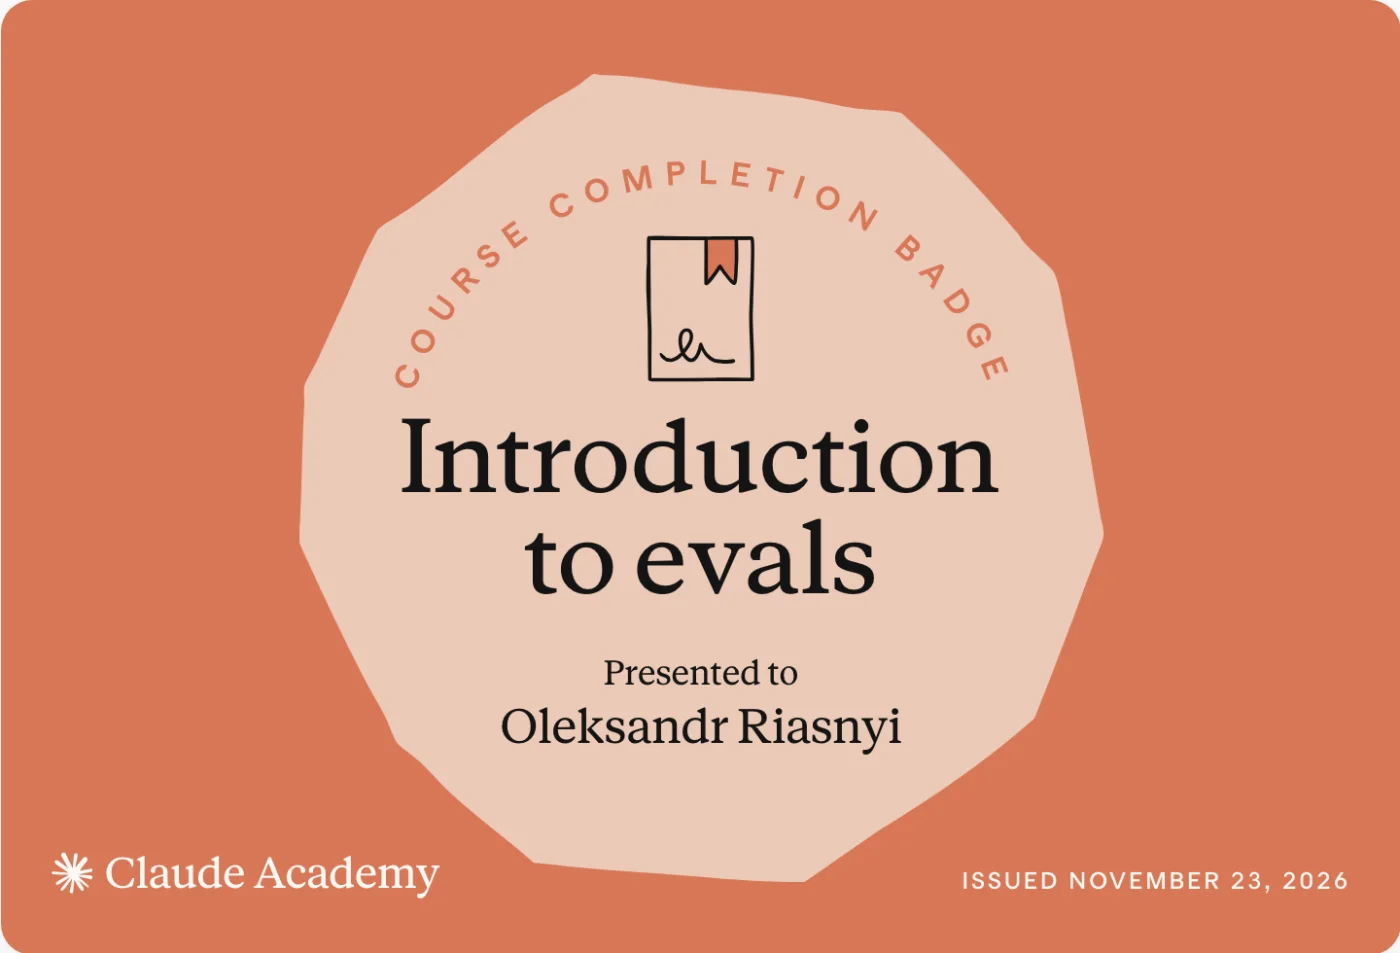 COURSE COMPLETION BADGE
Introduction
to evals
Presented to
Oleksandr Riasnyi
Claude Academy
ISSUED NOVEMBER 23, 2026